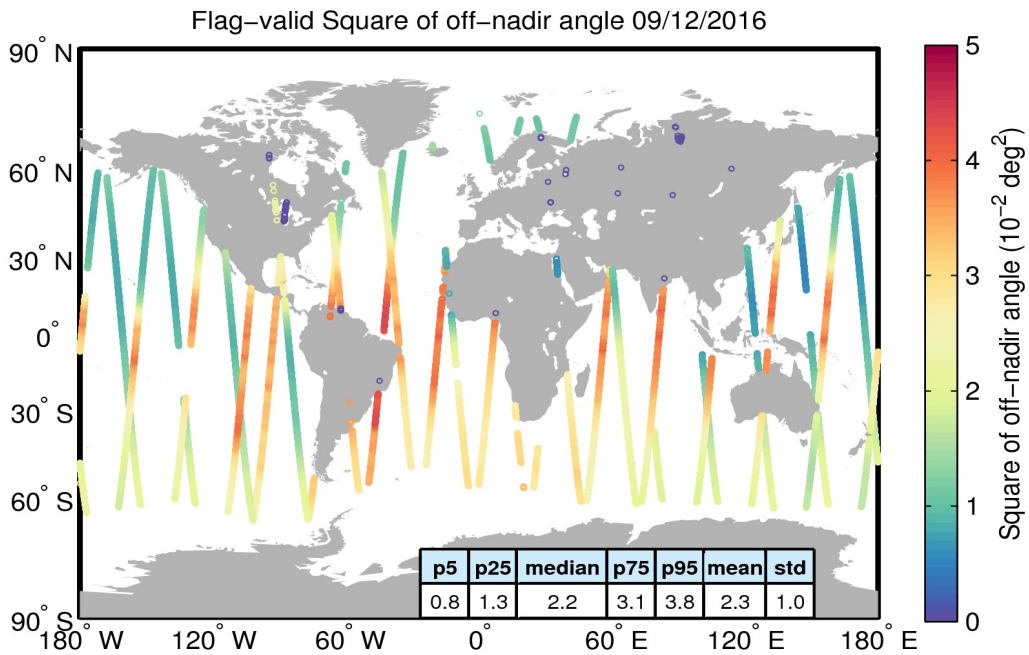 Flag−valid Square of off−nadir angle 09/12/2016
90° N
60° N
30° N
0°
30° S
60° S
90° S
180° W 120° W 60° W 0° 60° E 120° E 180° E
p5 p25 median p75 p95 mean std
0.8 1.3 2.2 3.1 3.8 2.3 1.0
5
4
3
2
1
0
Square of off−nadir angle (10⁻² deg²)